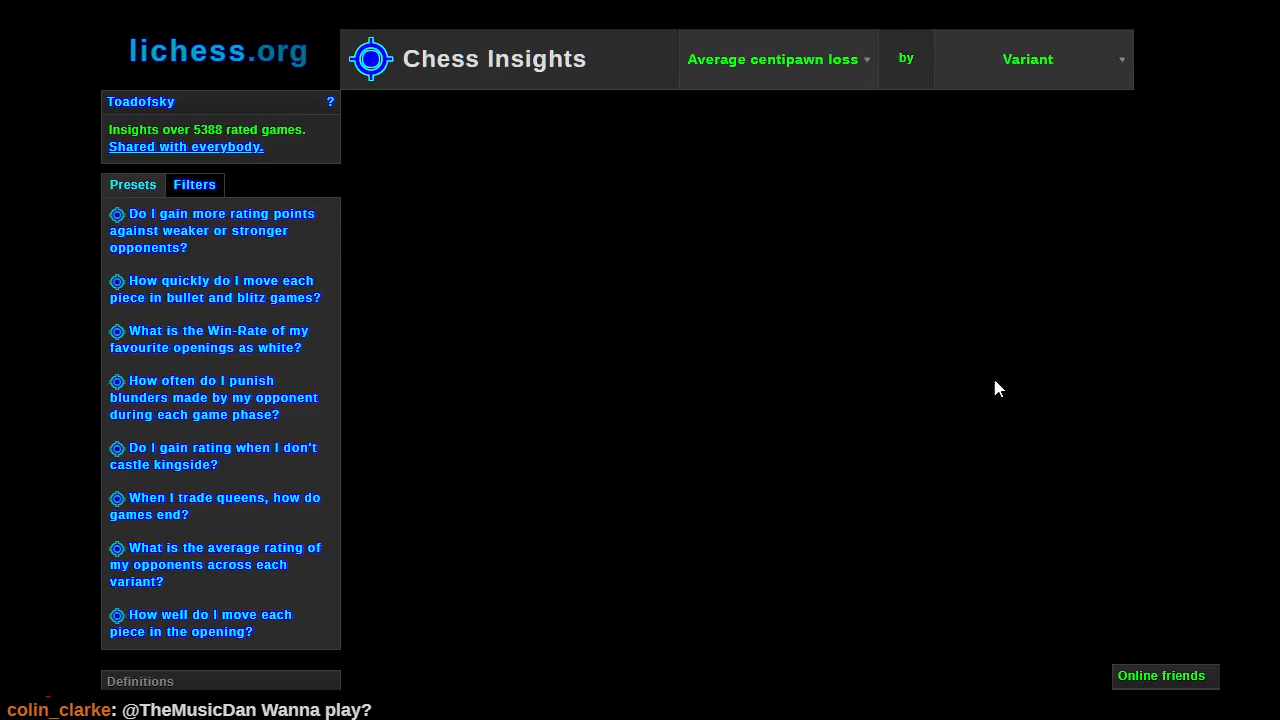 lichess.org
Chess Insights
Average centipawn loss
by
Variant
Toadofsky
?
Insights over 5388 rated games.
Shared with everybody.
Presets
Filters
Do I gain more rating points
against weaker or stronger
opponents?
How quickly do I move each
piece in bullet and blitz games?
What is the Win-Rate of my
favourite openings as white?
How often do I punish
blunders made by my opponent
during each game phase?
Do I gain rating when I don't
castle kingside?
When I trade queens, how do
games end?
What is the average rating of
my opponents across each
variant?
How well do I move each
piece in the opening?
Definitions
Online friends
colin_clarke: @TheMusicDan Wanna play?